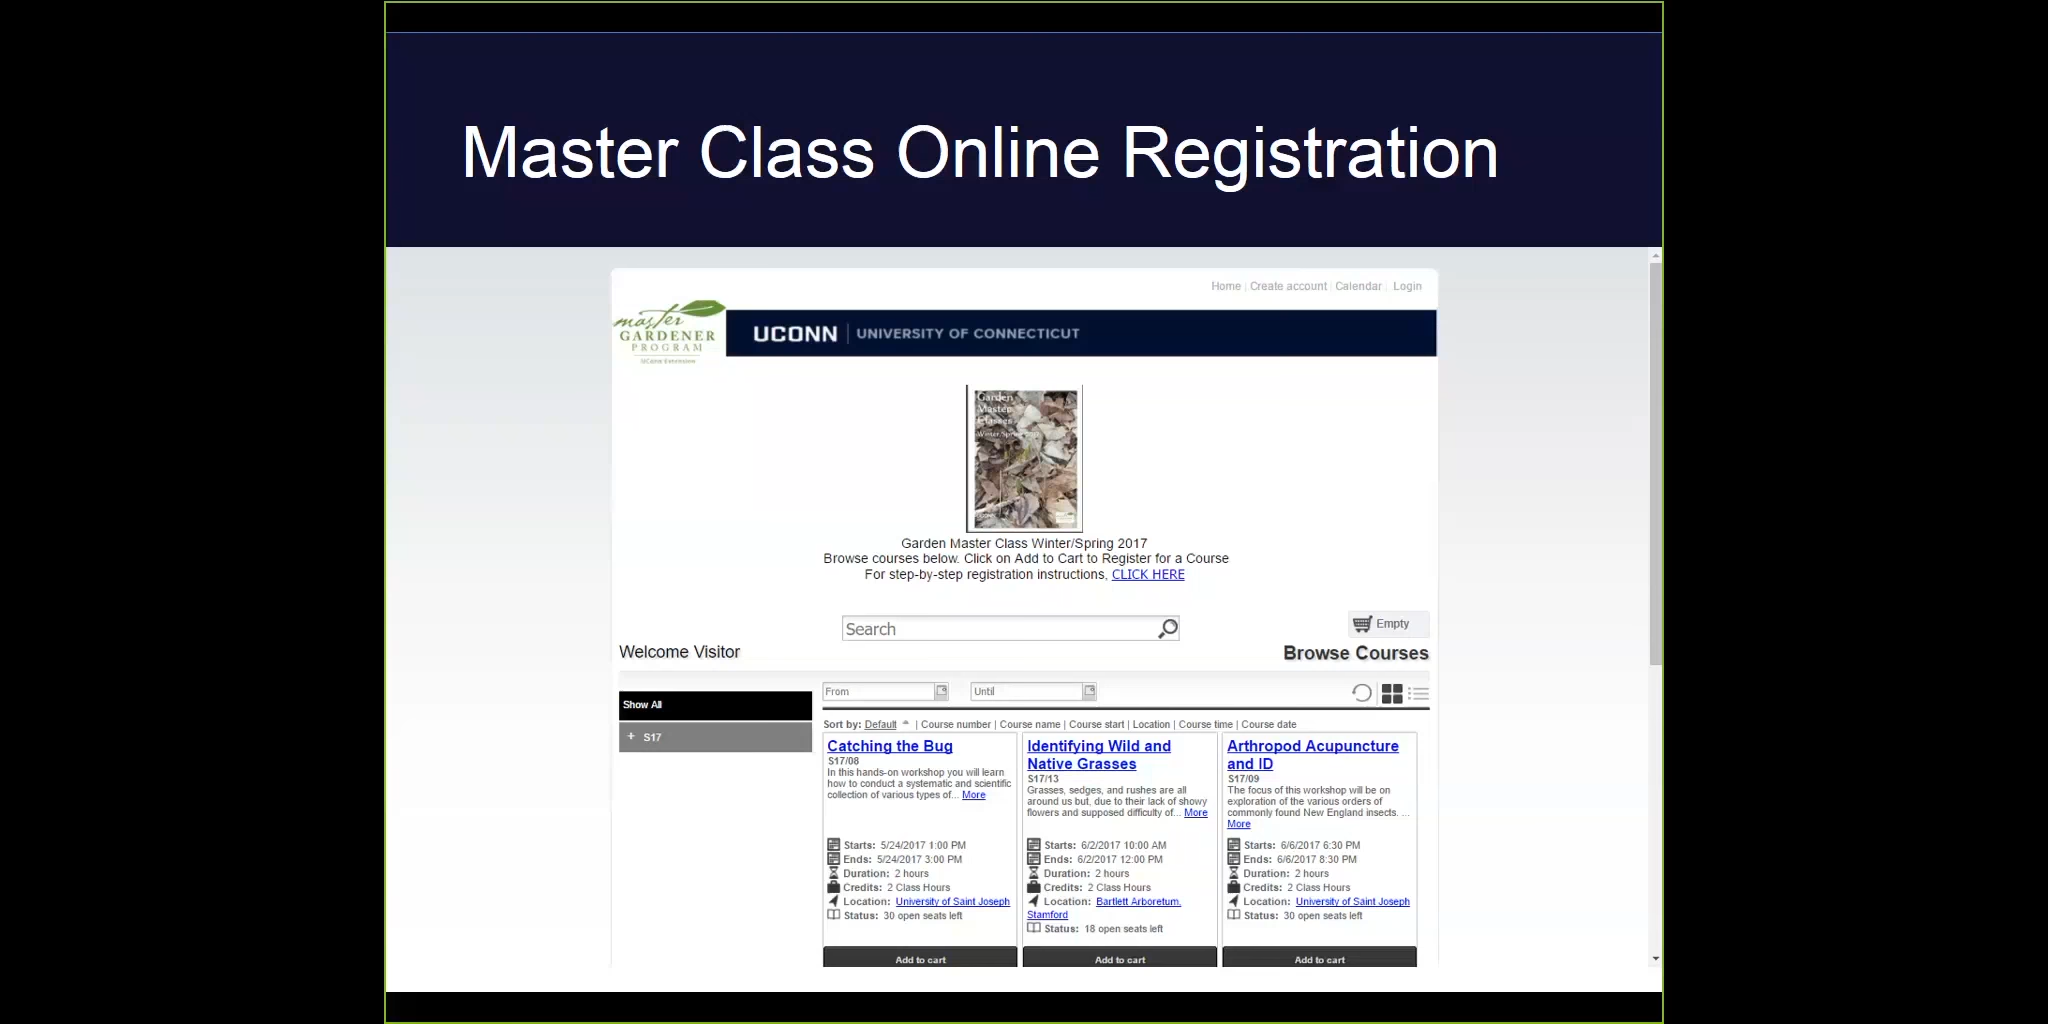 Master Class Online Registration
Home | Create account | Calendar | Login
master
GARDENER
PROGRAM
UConn Extension
UCONN | UNIVERSITY OF CONNECTICUT
Garden
Master
Classes
Winter/Spring
Garden Master Class Winter/Spring 2017
Browse courses below. Click on Add to Cart to Register for a Course
For step-by-step registration instructions, CLICK HERE
Search
Empty
Welcome Visitor
Browse Courses
From
Until
Show All
+ S17
Sort by: Default | Course number | Course name | Course start | Location | Course time | Course date
Catching the Bug
S17/08
In this hands-on workshop you will learn
how to conduct a systematic and scientific
collection of various types of... More
Starts: 5/24/2017 1:00 PM
Ends: 5/24/2017 3:00 PM
Duration: 2 hours
Credits: 2 Class Hours
Location: University of Saint Joseph
Status: 30 open seats left
Add to cart
Identifying Wild and
Native Grasses
S17/13
Grasses, sedges, and rushes are all
around us but, due to their lack of showy
flowers and supposed difficulty of... More
Starts: 6/2/2017 10:00 AM
Ends: 6/2/2017 12:00 PM
Duration: 2 hours
Credits: 2 Class Hours
Location: Bartlett Arboretum,
Stamford
Status: 18 open seats left
Add to cart
Arthropod Acupuncture
and ID
S17/09
The focus of this workshop will be on
exploration of the various orders of
commonly found New England insects. ...
More
Starts: 6/6/2017 6:30 PM
Ends: 6/6/2017 8:30 PM
Duration: 2 hours
Credits: 2 Class Hours
Location: University of Saint Joseph
Status: 30 open seats left
Add to cart